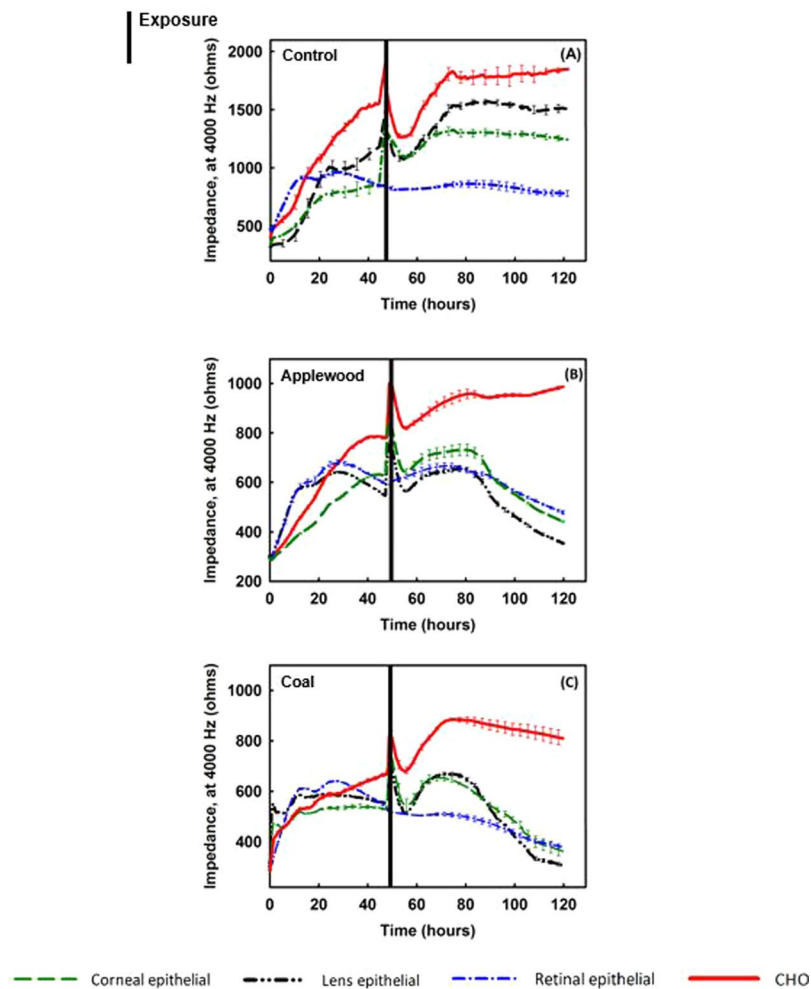 Exposure
Control
(A)
2000
1500
1000
500
Impedance, at 4000 Hz (ohms)
0 20 40 60 80 100 120
Time (hours)
Applewood
(B)
1000
800
600
400
200
Impedance, at 4000 Hz (ohms)
0 20 40 60 80 100 120
Time (hours)
Coal
(C)
1000
800
600
400
Impedance, at 4000 Hz (ohms)
0 20 40 60 80 100 120
Time (hours)
Corneal epithelial Lens epithelial Retinal epithelial CHO